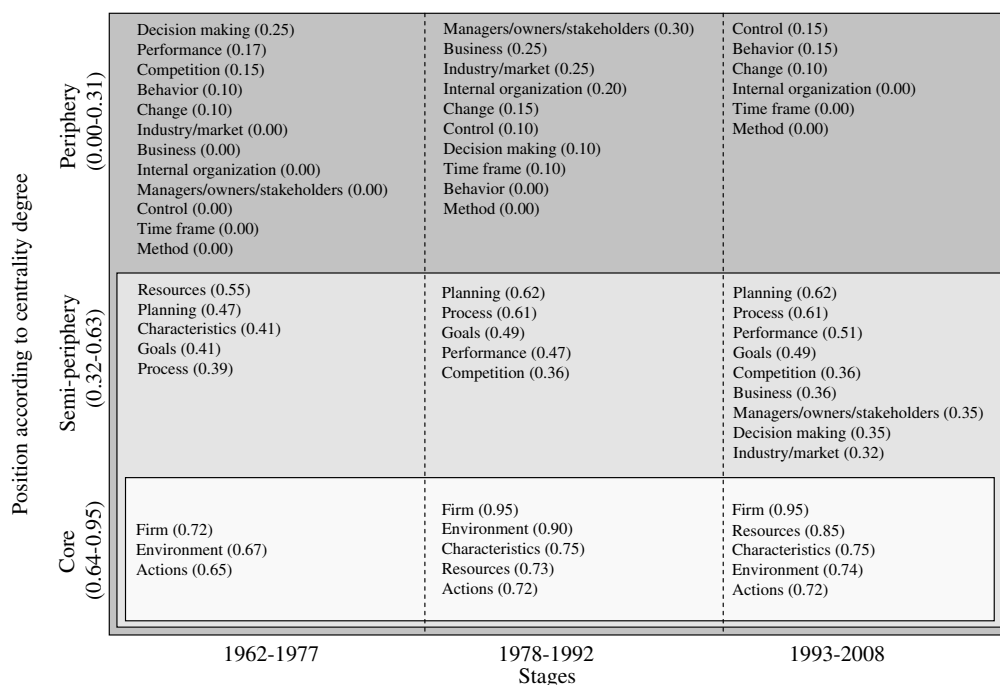 Position according to centrality degree
Periphery
(0.00-0.31)
Decision making (0.25)
Performance (0.17)
Competition (0.15)
Behavior (0.10)
Change (0.10)
Industry/market (0.00)
Business (0.00)
Internal organization (0.00)
Managers/owners/stakeholders (0.00)
Control (0.00)
Time frame (0.00)
Method (0.00)
Managers/owners/stakeholders (0.30)
Business (0.25)
Industry/market (0.25)
Internal organization (0.20)
Change (0.15)
Control (0.10)
Decision making (0.10)
Time frame (0.10)
Behavior (0.00)
Method (0.00)
Control (0.15)
Behavior (0.15)
Change (0.10)
Internal organization (0.00)
Time frame (0.00)
Method (0.00)
Semi-periphery
(0.32-0.63)
Resources (0.55)
Planning (0.47)
Characteristics (0.41)
Goals (0.41)
Process (0.39)
Planning (0.62)
Process (0.61)
Goals (0.49)
Performance (0.47)
Competition (0.36)
Planning (0.62)
Process (0.61)
Performance (0.51)
Goals (0.49)
Competition (0.36)
Business (0.36)
Managers/owners/stakeholders (0.35)
Decision making (0.35)
Industry/market (0.32)
Core
(0.64-0.95)
Firm (0.72)
Environment (0.67)
Actions (0.65)
Firm (0.95)
Environment (0.90)
Characteristics (0.75)
Resources (0.73)
Actions (0.72)
Firm (0.95)
Resources (0.85)
Characteristics (0.75)
Environment (0.74)
Actions (0.72)
1962-1977
1978-1992
1993-2008
Stages